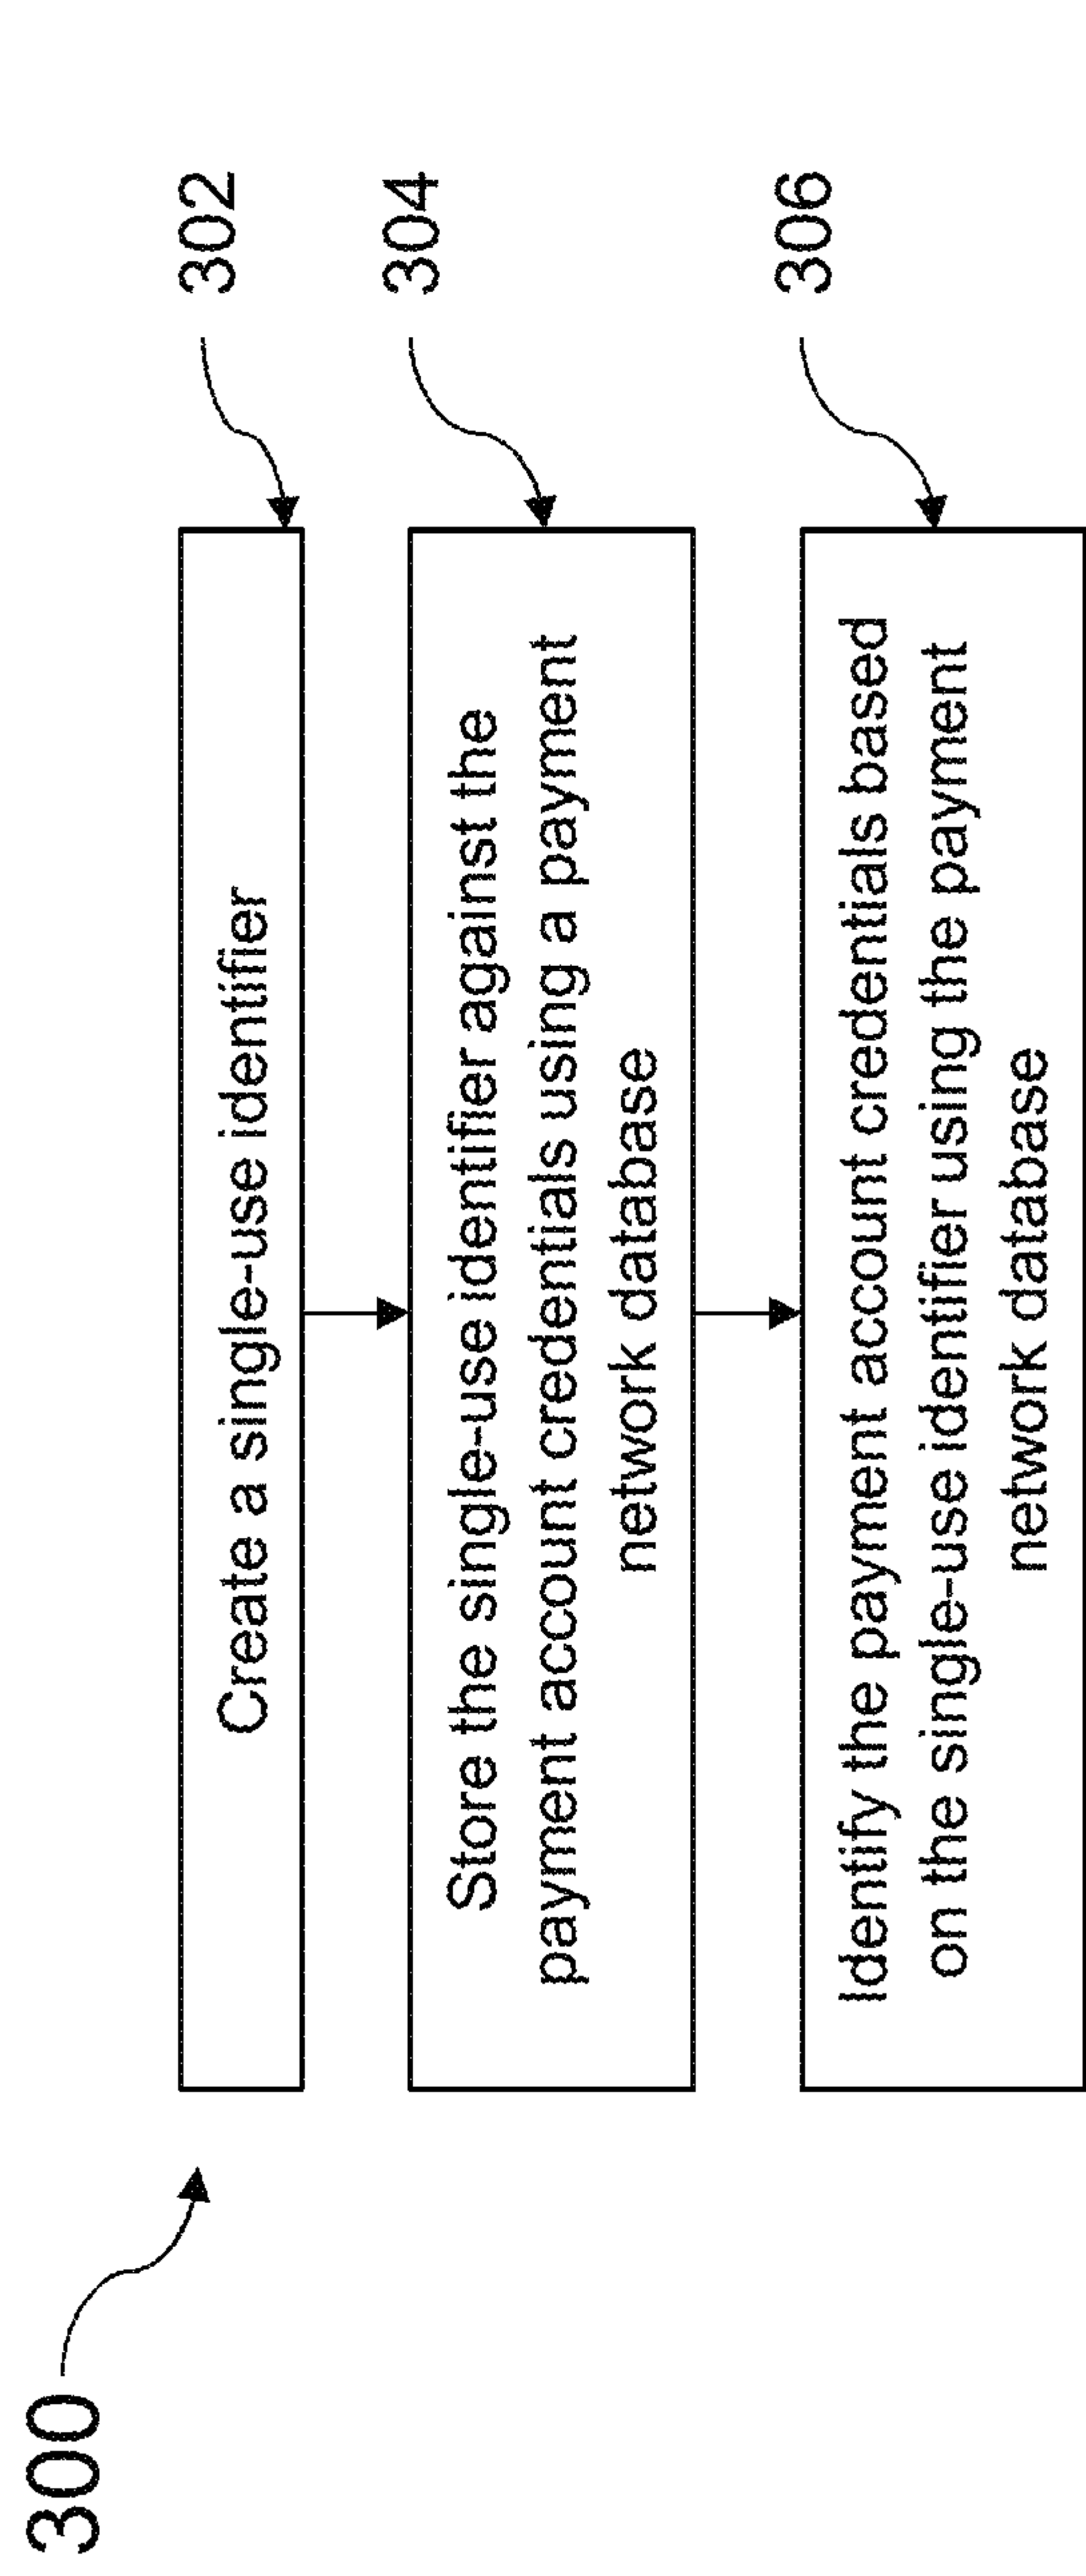 300
302
Create a single-use identifier
304
Store the single-use identifier against the
payment account credentials using a payment
network database
306
Identify the payment account credentials based
on the single-use identifier using the payment
network database